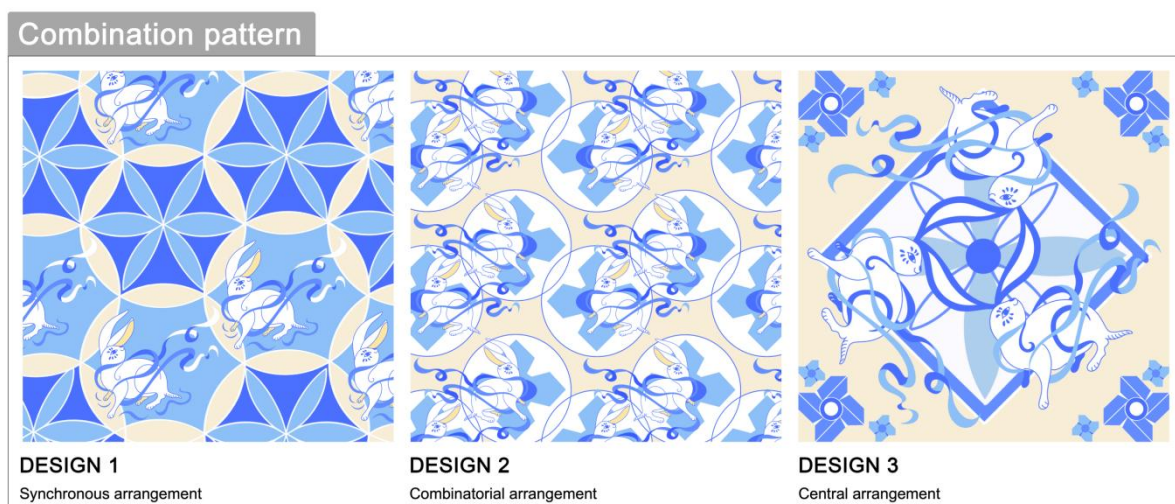 Combination pattern
DESIGN 1
Synchronous arrangement
DESIGN 2
Combinatorial arrangement
DESIGN 3
Central arrangement